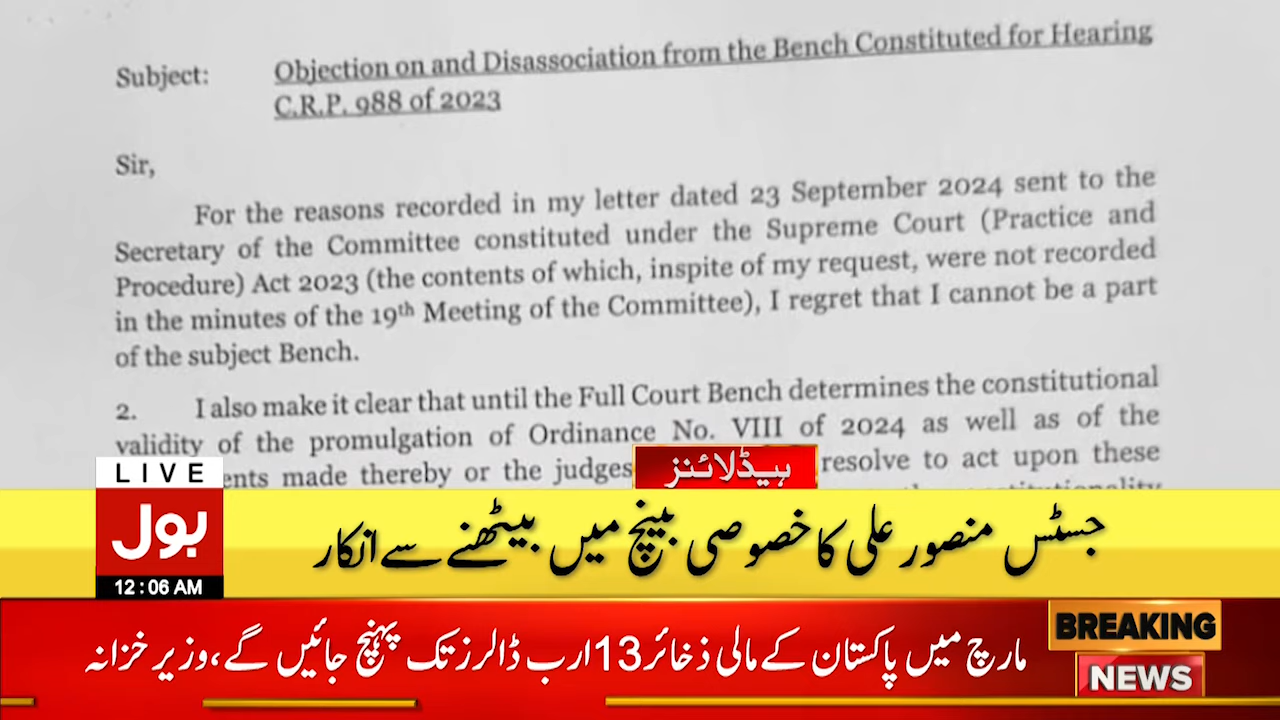 Subject: Objection on and Disassociation from the Bench Constituted for Hearing
C.R.P. 988 of 2023
Sir,
For the reasons recorded in my letter dated 23 September 2024 sent to the
Secretary of the Committee constituted under the Supreme Court (Practice and
Procedure) Act 2023 (the contents of which, inspite of my request, were not recorded
in the minutes of the 19th Meeting of the Committee), I regret that I cannot be a part
of the subject Bench.
2. I also make it clear that until the Full Court Bench determines the constitutional
validity of the promulgation of Ordinance No. VIII of 2024 as well as of the
made thereby or the judges resolve to act upon these
ہیڈلائنز
LIVE
بول
12:06 AM
جسٹس منصور علی کا خصوصی بینچ میں بیٹھنے سے انکار
BREAKING
NEWS
مارچ میں پاکستان کے مالی ذخائر 13 ارب ڈالرز تک پہنچ جائیں گے، وزیر خزانہ